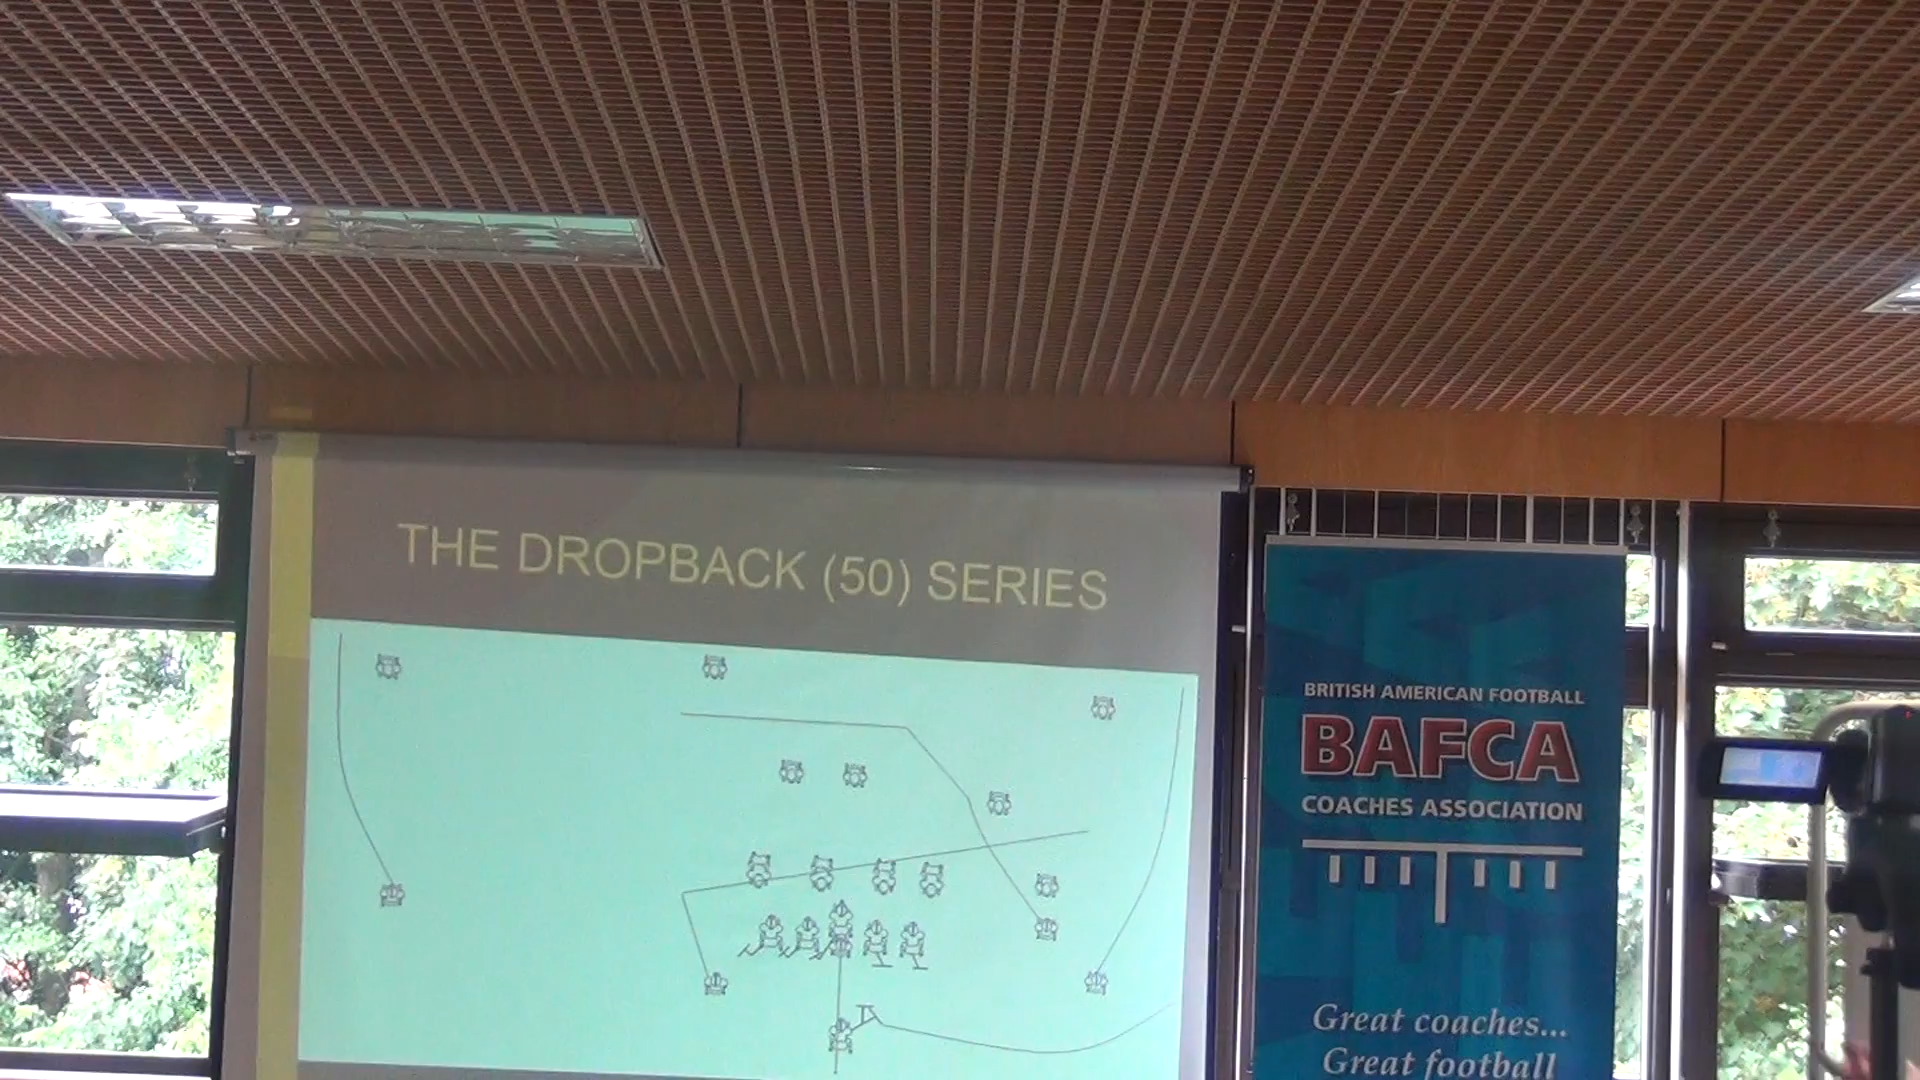 THE DROPBACK (50) SERIES
BRITISH AMERICAN FOOTBALL
BAFCA
COACHES ASSOCIATION
Great coaches...
Great football